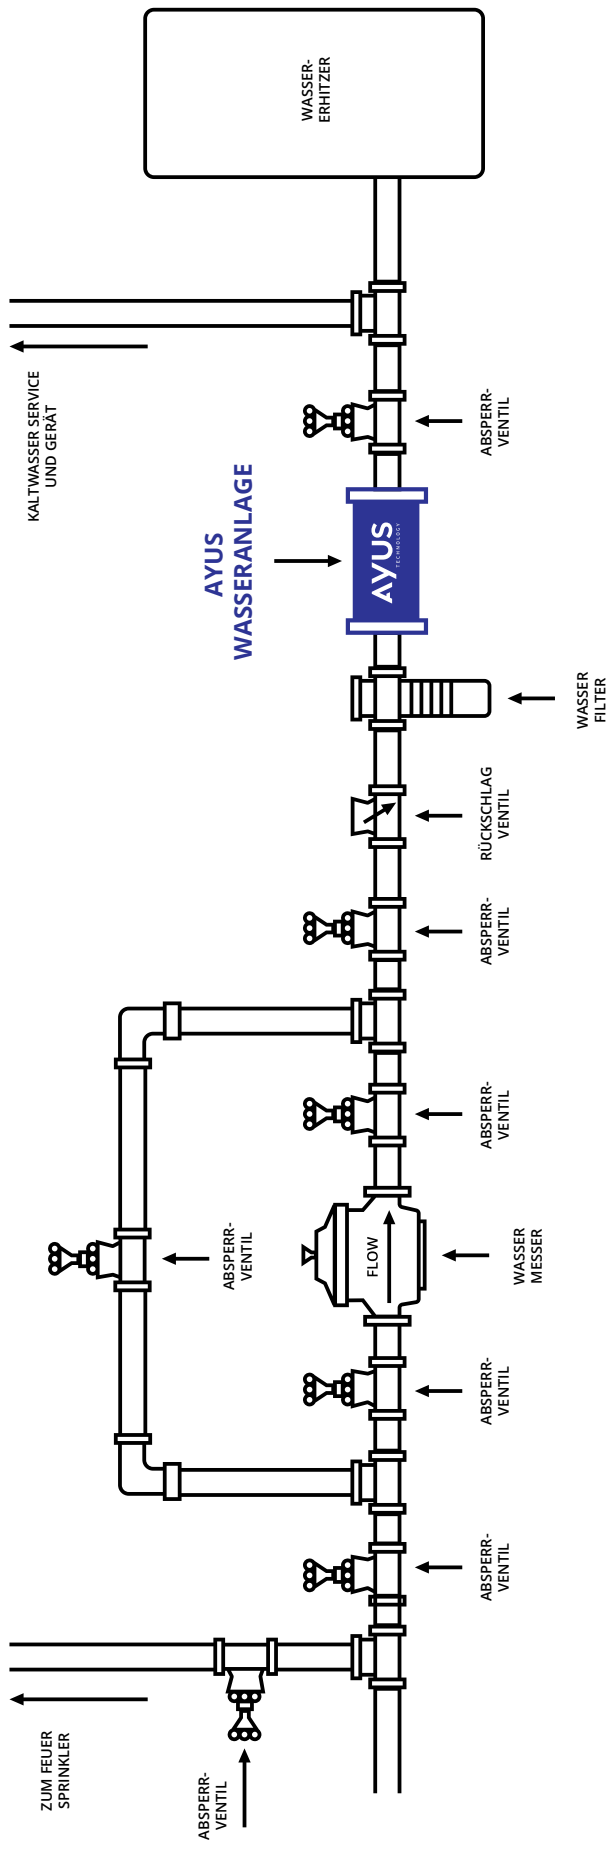 ZUM FEUER
SPRINKLER
ABSPERR-
VENTIL
ABSPERR-
VENTIL
ABSPERR-
VENTIL
ABSPERR-
VENTIL
FLOW
WASSER
MESSER
ABSPERR-
VENTIL
ABSPERR-
VENTIL
RÜCKSCHLAG
VENTIL
WASSER
FILTER
AYUS
WASSERANLAGE
AYUS
TECHNOLOGY
ABSPERR-
VENTIL
KALTWASSER SERVICE
UND GERÄT
WASSER-
ERHITZER